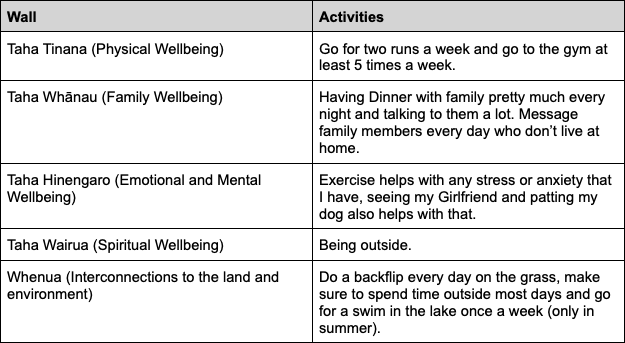 Wall
Activities
Taha Tinana (Physical Wellbeing)
Go for two runs a week and go to the gym at
least 5 times a week.
Taha Whānau (Family Wellbeing)
Having Dinner with family pretty much every
night and talking to them a lot. Message
family members every day who don’t live at
home.
Taha Hinengaro (Emotional and Mental
Wellbeing)
Exercise helps with any stress or anxiety that
I have, seeing my Girlfriend and patting my
dog also helps with that.
Taha Wairua (Spiritual Wellbeing)
Being outside.
Whenua (Interconnections to the land and
environment)
Do a backflip every day on the grass, make
sure to spend time outside most days and go
for a swim in the lake once a week (only in
summer).